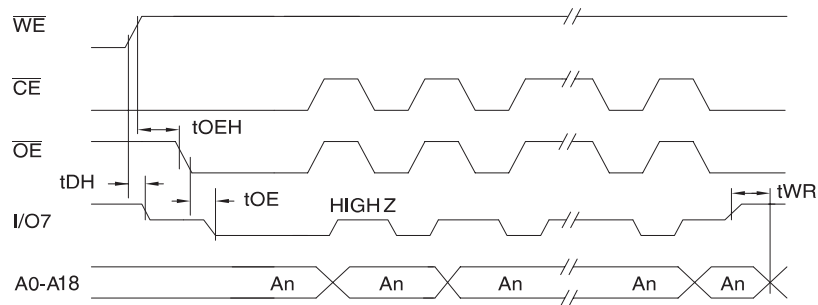 WE
CE
tOEH
OE
tDH
tOE
tWR
I/O7
HIGH Z
A0-A18 An An An An An